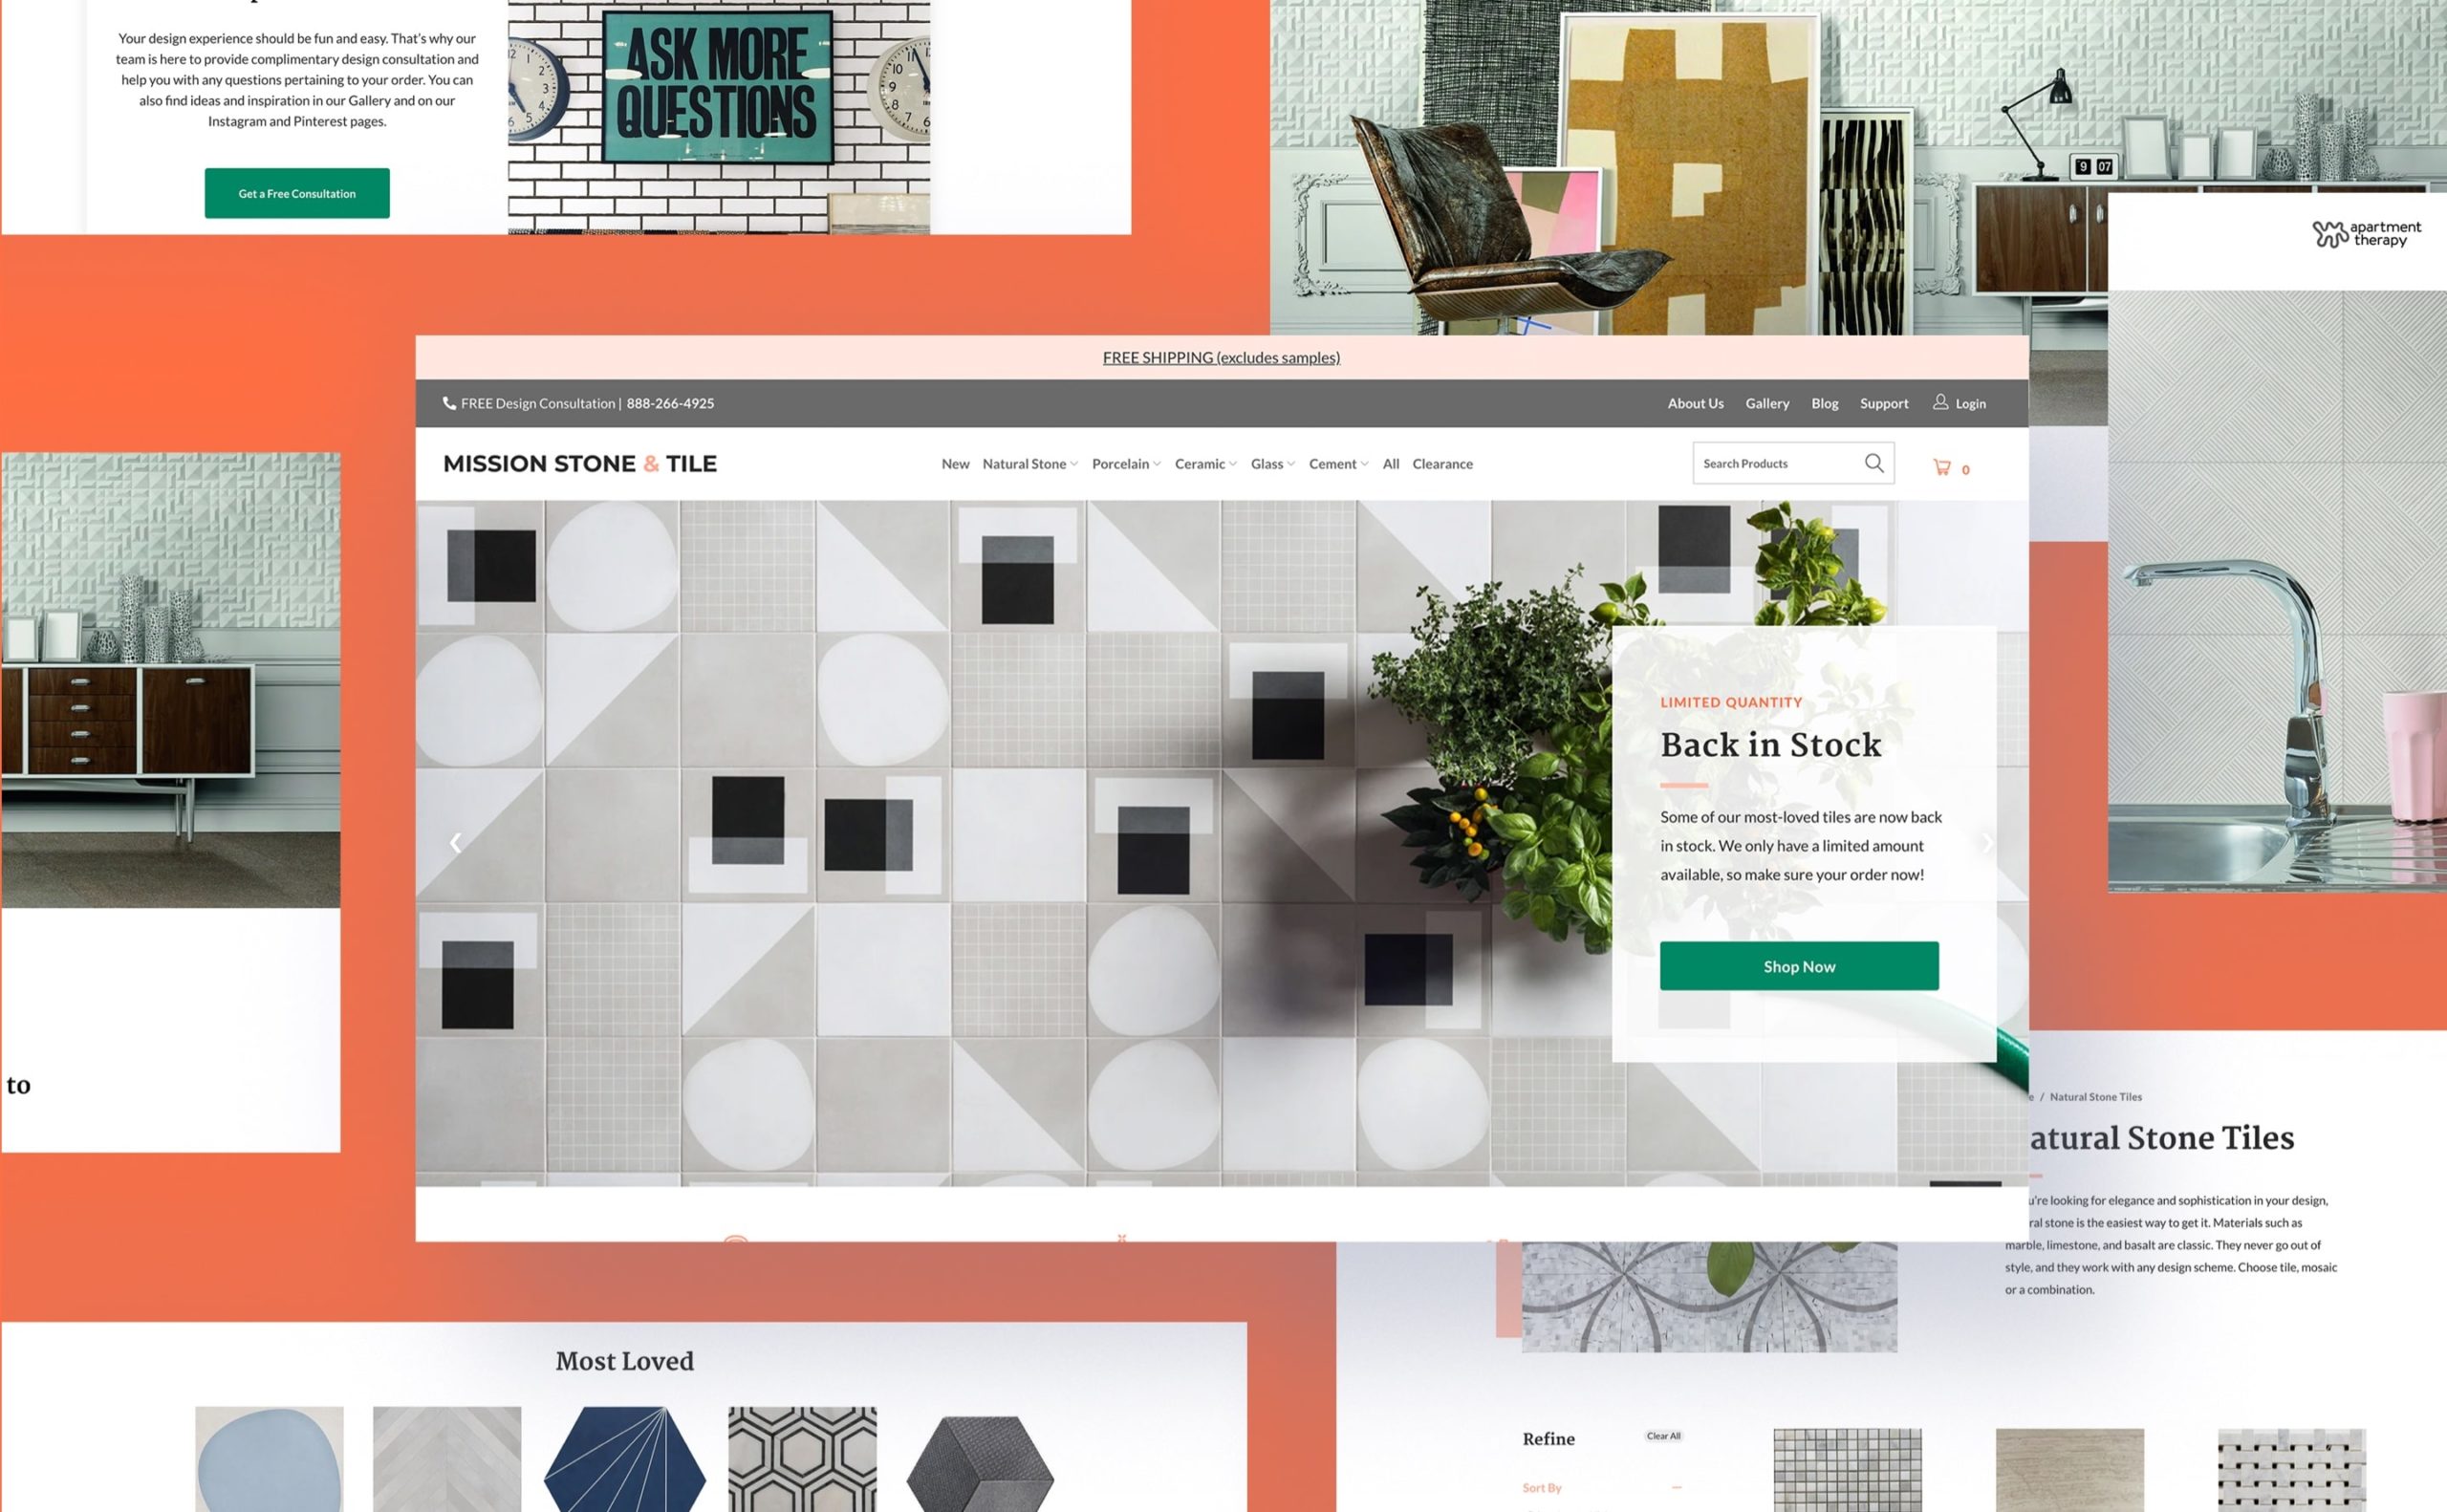 Your design experience should be fun and easy. That's why our
team is here to provide complimentary design consultation and
help you with any questions pertaining to your order. You can
also find ideas and inspiration in our Gallery and on our
Instagram and Pinterest pages.
Get a Free Consultation
ASK MORE
QUESTIONS
9 07
apartment
therapy
FREE SHIPPING (excludes samples)
FREE Design Consultation | 888-266-4925
About Us Gallery Blog Support Login
MISSION STONE & TILE
New Natural Stone Porcelain Ceramic Glass Cement All Clearance
Search Products
0
LIMITED QUANTITY
Back in Stock
Some of our most-loved tiles are now back
in stock. We only have a limited amount
available, so make sure your order now!
Shop Now
to
e / Natural Stone Tiles
atural Stone Tiles
u're looking for elegance and sophistication in your design,
ral stone is the easiest way to get it. Materials such as
marble, limestone, and basalt are classic. They never go out of
style, and they work with any design scheme. Choose tile, mosaic
or a combination.
Most Loved
Refine
Clear All
Sort By